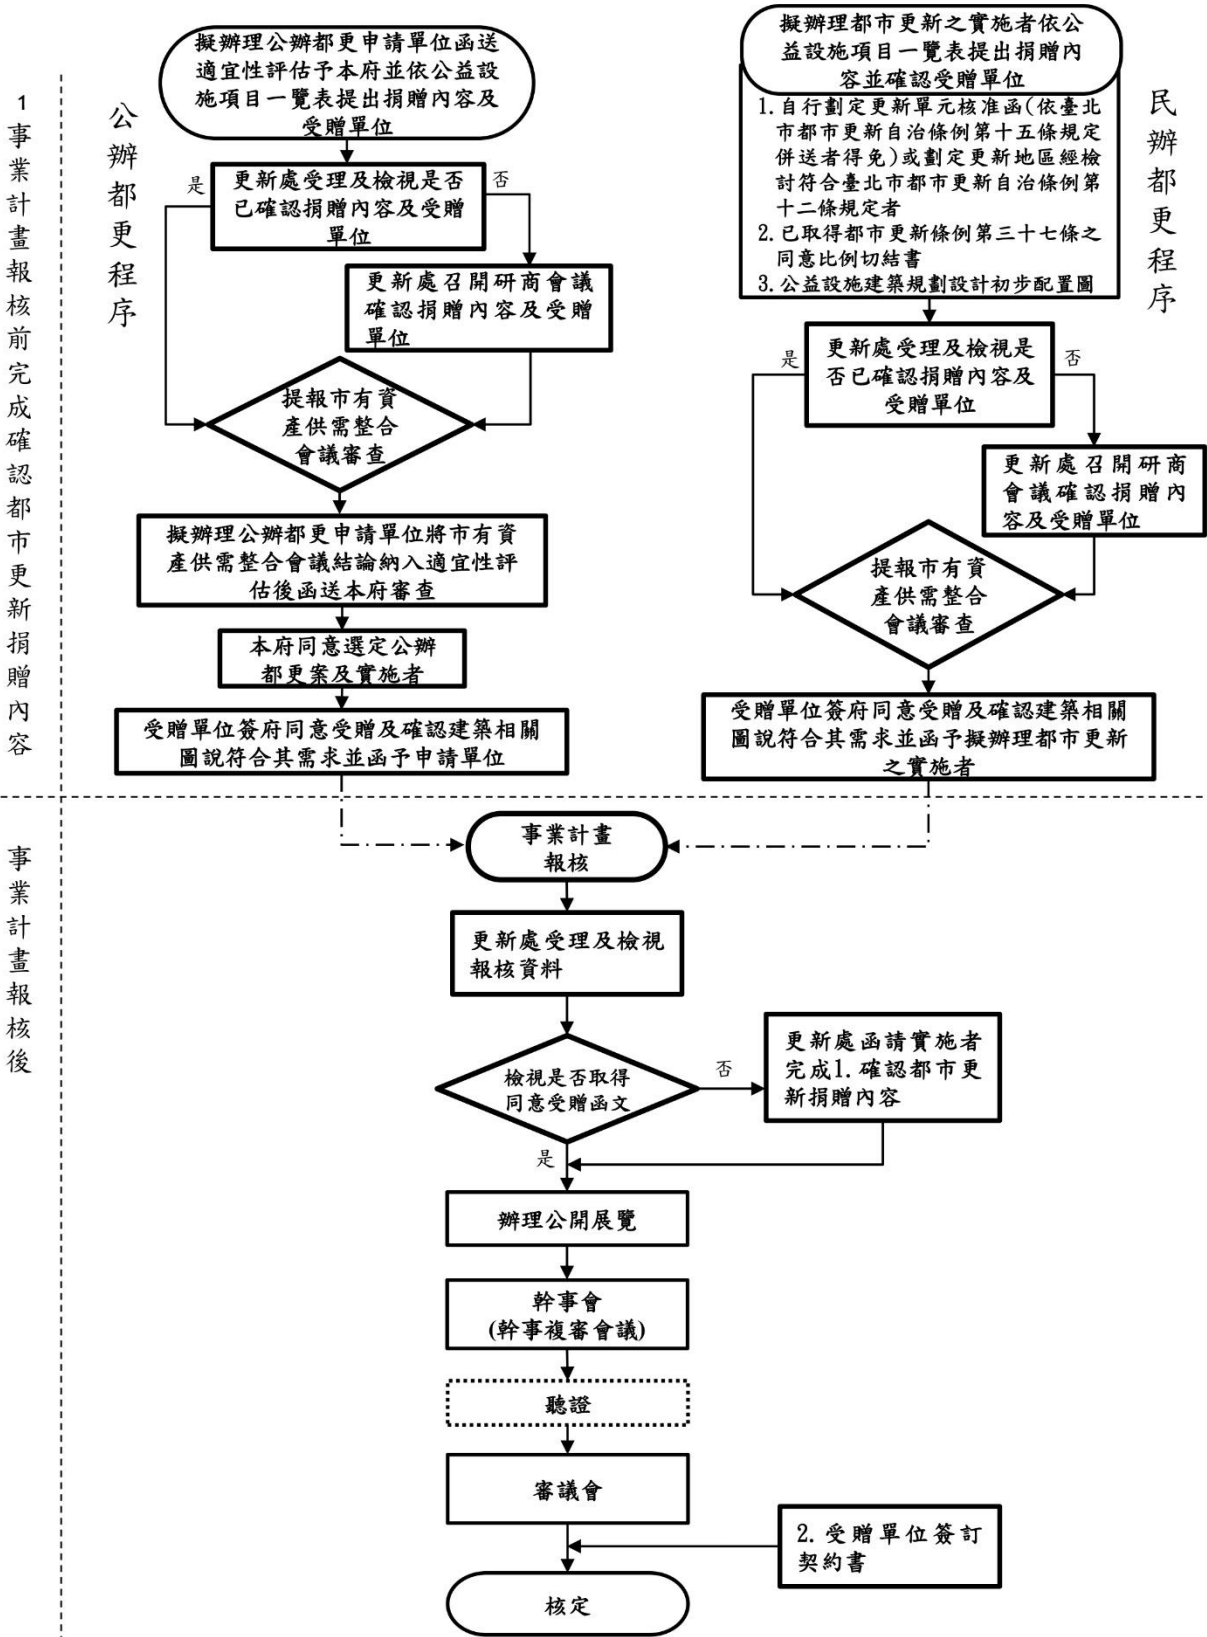 1
事業計畫報核前完成確認都市更新捐贈內容
公辦都更程序
擬辦理公辦都更申請單位函送
適宜性評估予本府並依公益設
施項目一覽表提出捐贈內容及
受贈單位
更新處受理及檢視是否
已確認捐贈內容及受贈
單位
是
否
更新處召開研商會議
確認捐贈內容及受贈
單位
提報市有資
產供需整合
會議審查
擬辦理公辦都更申請單位將市有資
產供需整合會議結論納入適宜性評
估後函送本府審查
本府同意選定公辦
都更案及實施者
受贈單位簽府同意受贈及確認建築相關
圖說符合其需求並函予申請單位
民辦都更程序
擬辦理都市更新之實施者依公
益設施項目一覽表提出捐贈內
容並確認受贈單位
1.自行劃定更新單元核准函(依臺北
市都市更新自治條例第十五條規定
併送者得免)或劃定更新地區經檢
討符合臺北市都市更新自治條例第
十二條規定者
2.已取得都市更新條例第三十七條之
同意比例切結書
3.公益設施建築規劃設計初步配置圖
更新處受理及檢視是
否已確認捐贈內容及
受贈單位
是
否
更新處召開研商
會議確認捐贈內
容及受贈單位
提報市有資
產供需整合
會議審查
受贈單位簽府同意受贈及確認建築相關
圖說符合其需求並函予擬辦理都市更新
之實施者
事業計畫報核後
事業計畫
報核
更新處受理及檢視
報核資料
檢視是否取得
同意受贈函文
否
更新處函請實施者
完成1.確認都市更
新捐贈內容
是
辦理公開展覽
幹事會
(幹事複審會議)
聽證
審議會
2.受贈單位簽訂
契約書
核定